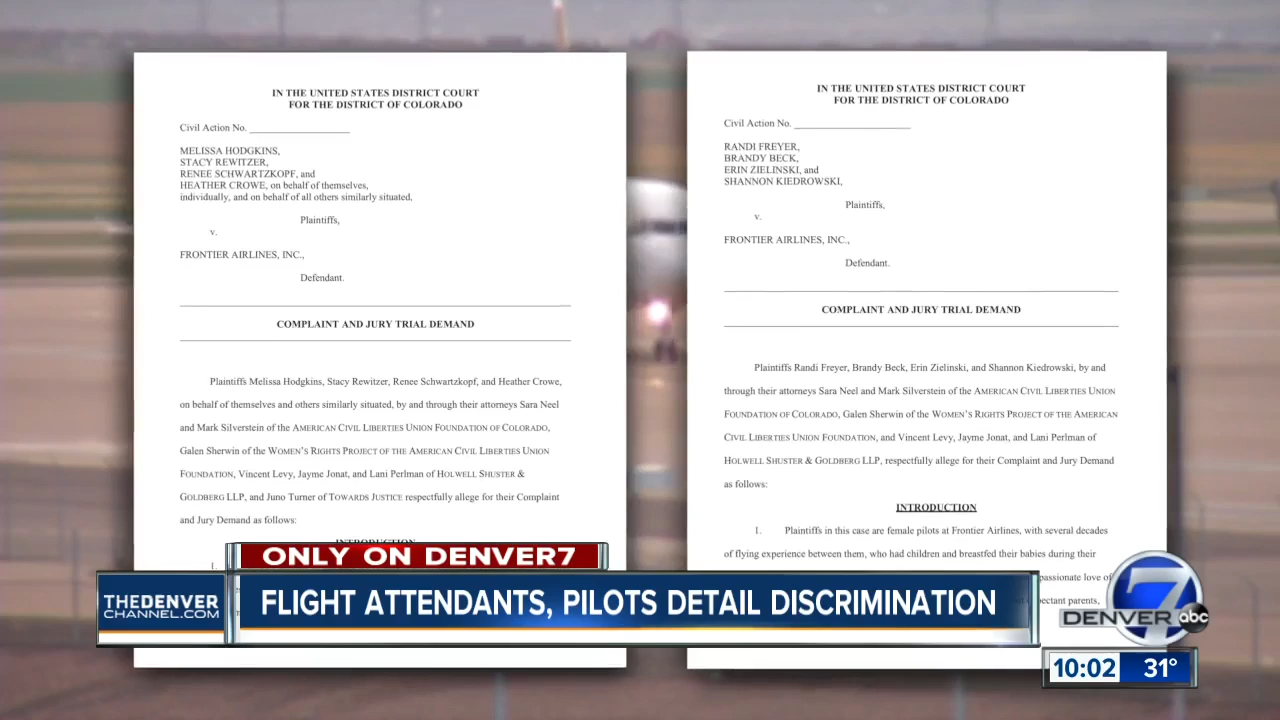 IN THE UNITED STATES DISTRICT COURT
FOR THE DISTRICT OF COLORADO
Civil Action No. ____________________
MELISSA HODGKINS,
STACY REWITZER,
RENEE SCHWARTZKOPF, and
HEATHER CROWE, on behalf of themselves,
individually, and on behalf of all others similarly situated,
Plaintiffs,
v.
FRONTIER AIRLINES, INC.,
Defendant.
COMPLAINT AND JURY TRIAL DEMAND
Plaintiffs Melissa Hodgkins, Stacy Rewitzer, Renee Schwartzkopf, and Heather Crowe,
on behalf of themselves and others similarly situated, by and through their attorneys Sara Neel
and Mark Silverstein of the AMERICAN CIVIL LIBERTIES UNION FOUNDATION OF COLORADO,
Galen Sherwin of the WOMEN'S RIGHTS PROJECT OF THE AMERICAN CIVIL LIBERTIES UNION
FOUNDATION, Vincent Levy, Jayme Jonat, and Lani Perlman of HOLWELL SHUSTER &
GOLDBERG LLP, and Juno Turner of TOWARDS JUSTICE respectfully allege for their Complaint
and Jury Demand as follows:
INTRODUCTION
1.
IN THE UNITED STATES DISTRICT COURT
FOR THE DISTRICT OF COLORADO
Civil Action No. _______________________
RANDI FREYER,
BRANDY BECK,
ERIN ZIELINSKI, and
SHANNON KIEDROWSKI,
Plaintiffs,
v.
FRONTIER AIRLINES, INC.,
Defendant.
COMPLAINT AND JURY TRIAL DEMAND
Plaintiffs Randi Freyer, Brandy Beck, Erin Zielinski, and Shannon Kiedrowski, by and
through their attorneys Sara Neel and Mark Silverstein of the AMERICAN CIVIL LIBERTIES UNION
FOUNDATION OF COLORADO, Galen Sherwin of the WOMEN'S RIGHTS PROJECT OF THE AMERICAN
CIVIL LIBERTIES UNION FOUNDATION, and Vincent Levy, Jayme Jonat, and Lani Perlman of
HOLWELL SHUSTER & GOLDBERG LLP, respectfully allege for their Complaint and Jury Demand
as follows:
INTRODUCTION
1. Plaintiffs in this case are female pilots at Frontier Airlines, with several decades
of flying experience between them, who had children and breastfed their babies during their
passionate love of
parents,
ONLY ON DENVER7
THEDENVER
CHANNEL.COM
FLIGHT ATTENDANTS, PILOTS DETAIL DISCRIMINATION
7
DENVER abc
10:02 31°